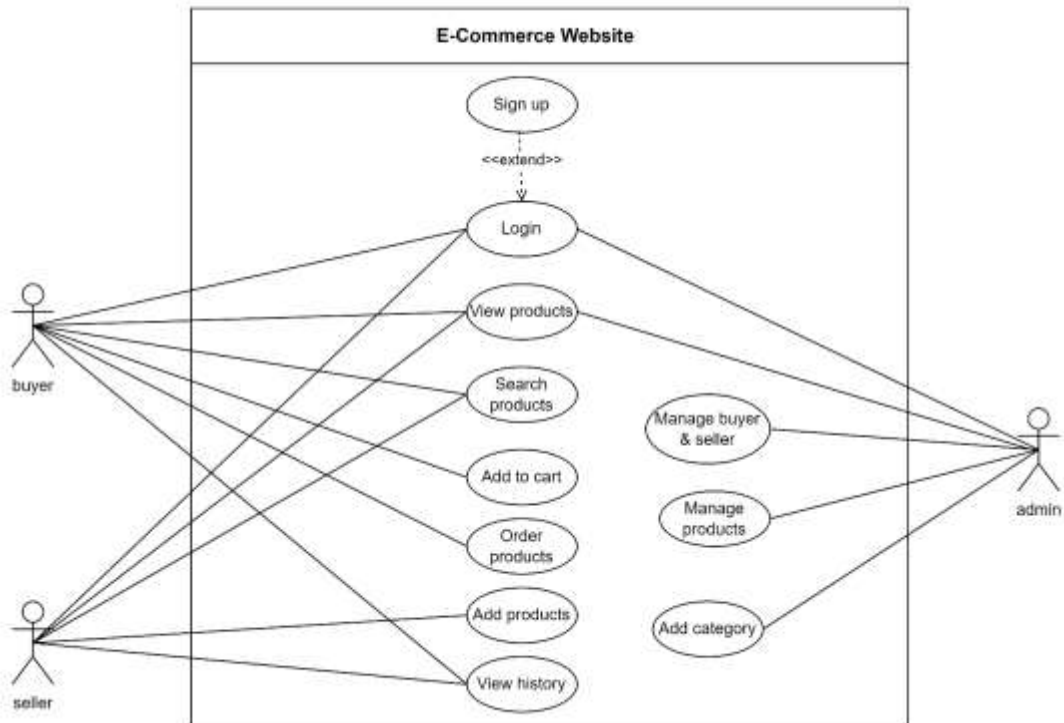 E-Commerce Website
Sign up
<<extend>>
Login
View products
buyer
Search
products
Manage buyer
& seller
Add to cart
Manage
products
admin
Order
products
Add products
Add category
View history
seller